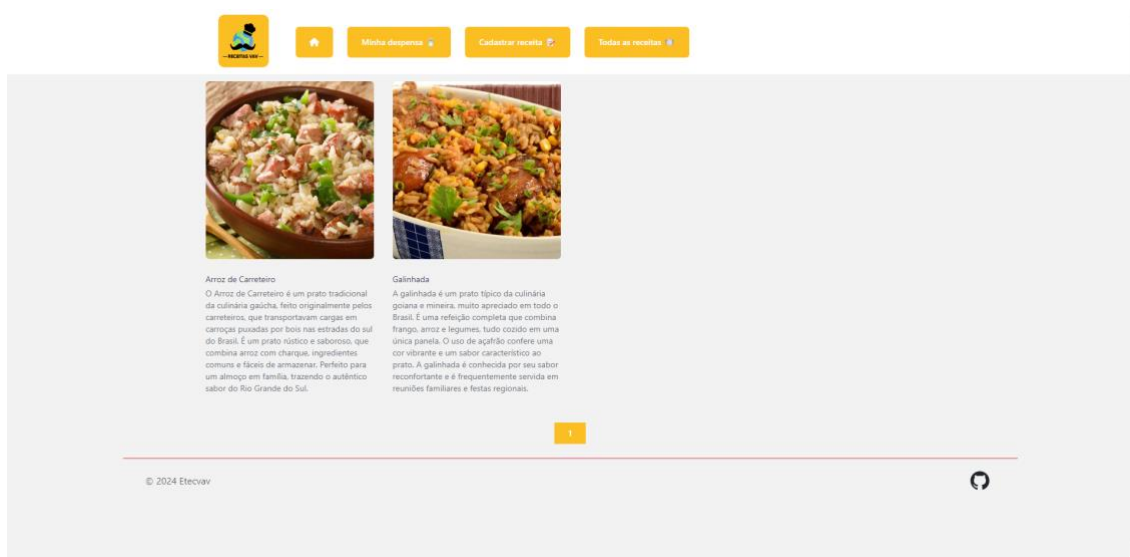 —RECEITAS VAV—
Minha despensa
Cadastrar receita
Todas as receitas
Arroz de Carreteiro
O Arroz de Carreteiro é um prato tradicional
da culinária gaúcha, feito originalmente pelos
carreteiros, que transportavam cargas em
carroças puxadas por bois nas estradas do sul
do Brasil. É um prato rústico e saboroso, que
combina arroz com charque, ingredientes
comuns e fáceis de armazenar. Perfeito para
um almoço em família, trazendo o autêntico
sabor do Rio Grande do Sul.
Galinhada
A galinhada é um prato típico da culinária
goiana e mineira, muito apreciado em todo o
Brasil. É uma refeição completa que combina
frango, arroz e legumes, tudo cozido em uma
única panela. O uso de açafrão confere uma
cor vibrante e um sabor característico ao
prato. A galinhada é conhecida por seu sabor
reconfortante e é frequentemente servida em
reuniões familiares e festas regionais.
1
© 2024 Etecvav